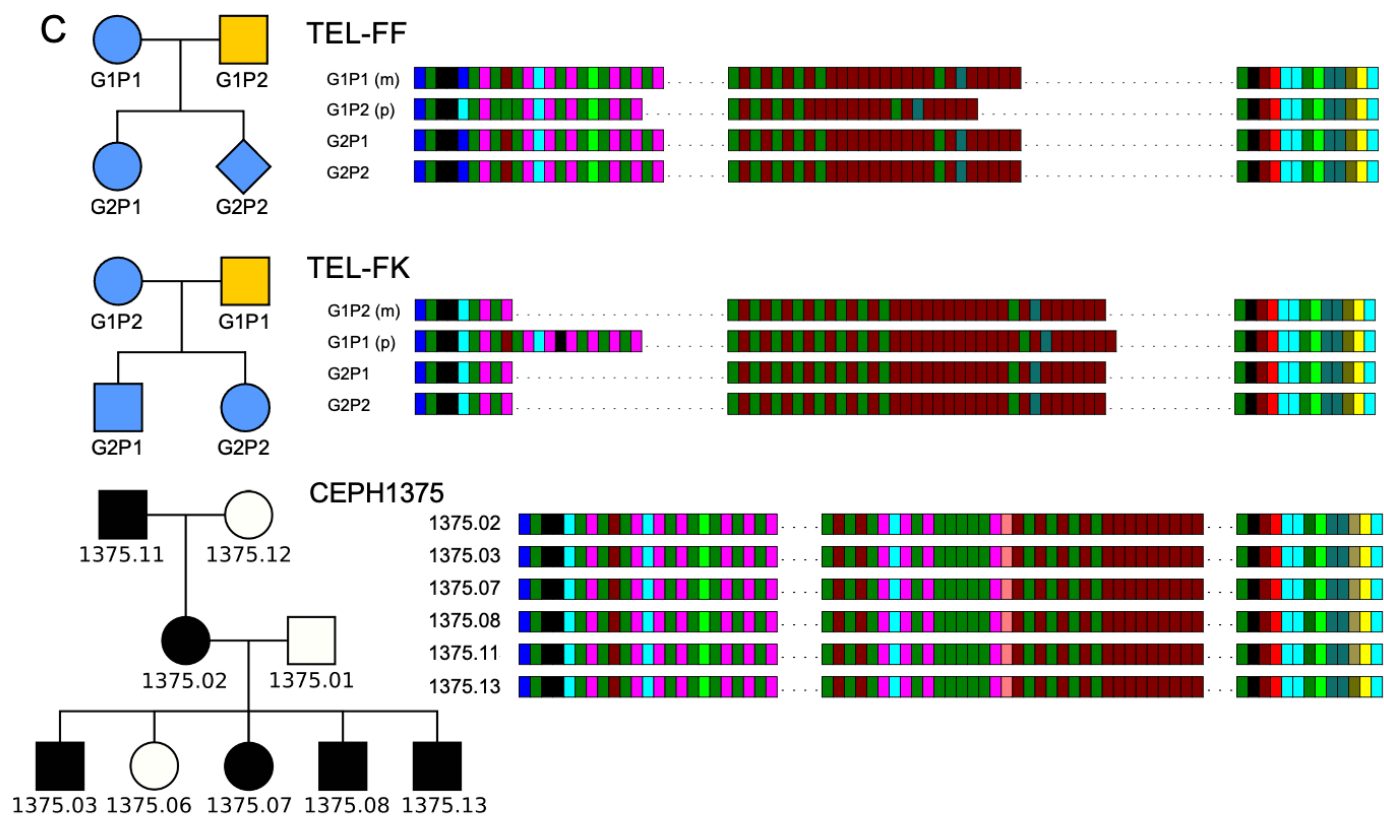 C
TEL-FF
G1P1
G1P2
G2P1
G2P2
G1P1 (m)
G1P2 (p)
G2P1
G2P2
TEL-FK
G1P2
G1P1
G2P1
G2P2
G1P2 (m)
G1P1 (p)
G2P1
G2P2
CEPH1375
1375.11
1375.12
1375.02
1375.01
1375.03
1375.06
1375.07
1375.08
1375.13
1375.02
1375.03
1375.07
1375.08
1375.11
1375.13